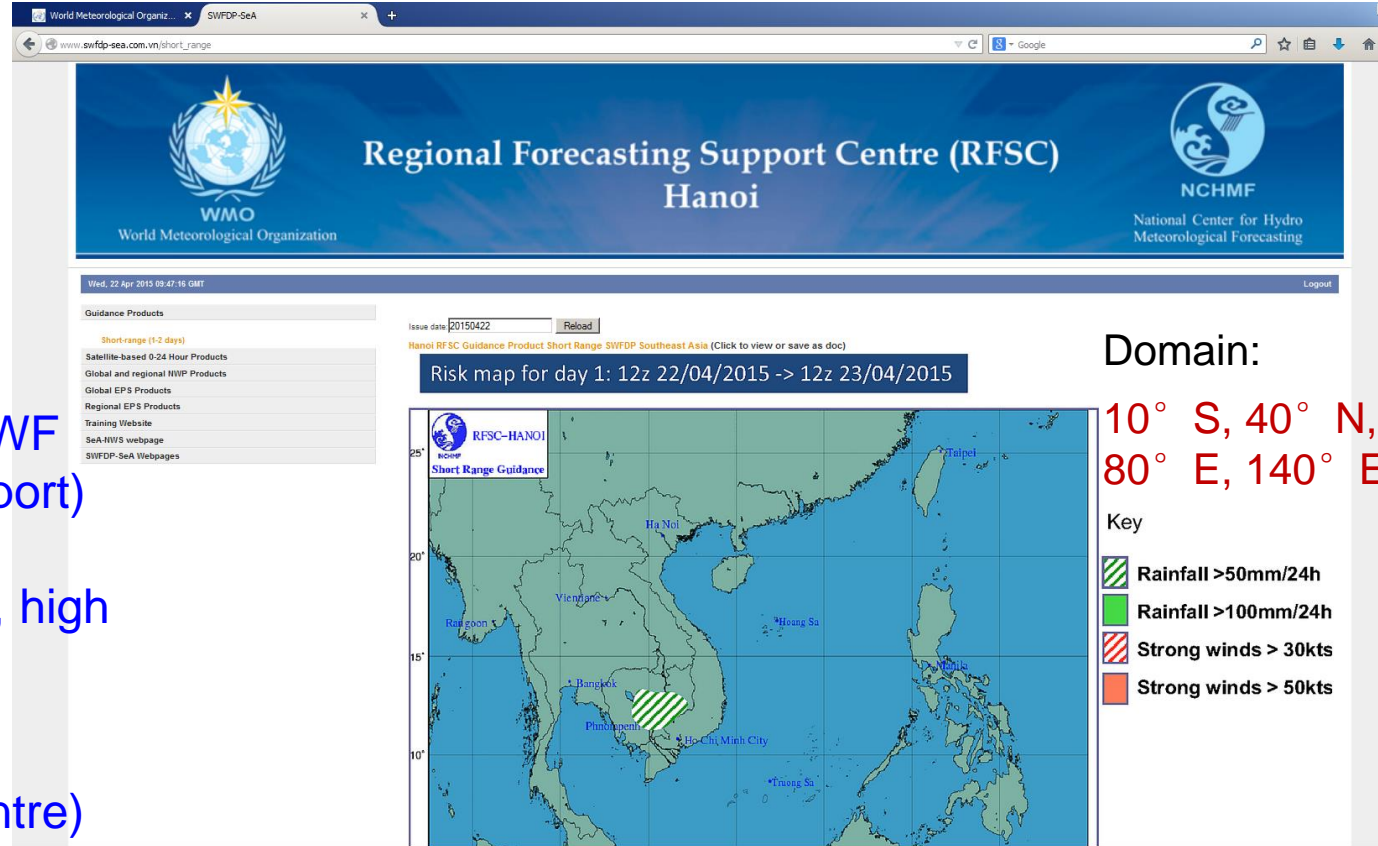 World Meteorological Organiz...
SWFDP-SeA
www.swfdp-sea.com.vn/short_range
Google
WMO
World Meteorological Organization
Regional Forecasting Support Centre (RFSC)
Hanoi
NCHMF
National Center for Hydro
Meteorological Forecasting
Wed, 22 Apr 2015 09:47:16 GMT
Logout
Guidance Products
Short-range (1-2 days)
Satellite-based 0-24 Hour Products
Global and regional NWP Products
Global EPS Products
Regional EPS Products
Training Website
SeA-NWS webpage
SWFDP-SeA Webpages
Issue date: 20150422 Reload
Hanoi RFSC Guidance Product Short Range SWFDP Southeast Asia (Click to view or save as doc)
Risk map for day 1: 12z 22/04/2015 -> 12z 23/04/2015
RFSC-HANOI
NCHMF
Short Range Guidance
25°
Taipei
Ha Noi
20°
Vientiane
Rangoon
Hoang Sa
15°
Manila
Bangkok
Phnompenh
Ho Chi Minh City
10°
Truong Sa
Domain:
10° S, 40° N,
80° E, 140° E
Key
Rainfall >50mm/24h
Rainfall >100mm/24h
Strong winds > 30kts
Strong winds > 50kts
WF
port)
, high
ntre)